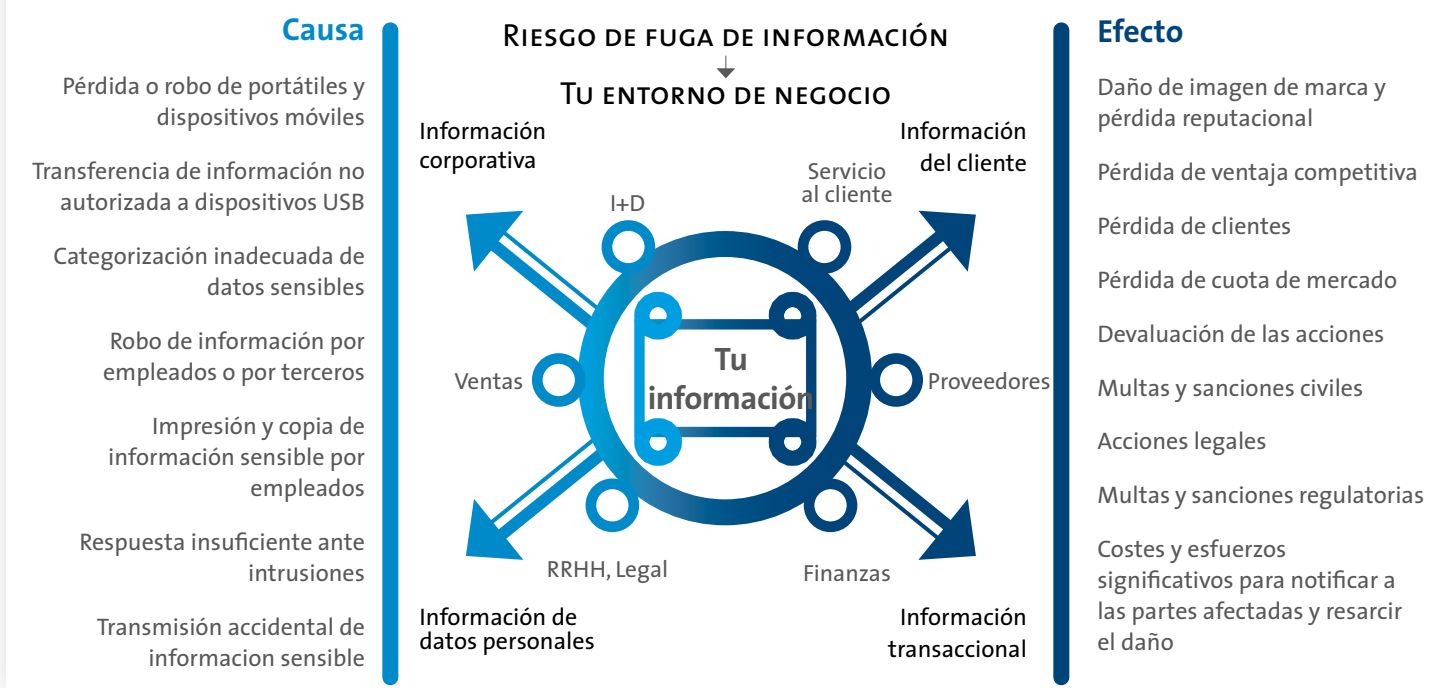 Causa
Pérdida o robo de portátiles y
dispositivos móviles
Transferencia de información no
autorizada a dispositivos USB
Categorización inadecuada de
datos sensibles
Robo de información por
empleados o por terceros
Impresión y copia de
información sensible por
empleados
Respuesta insuficiente ante
intrusiones
Transmisión accidental de
informacion sensible
RIESGO DE FUGA DE INFORMACIÓN
TU ENTORNO DE NEGOCIO
Información
corporativa
Información
del cliente
I+D
Servicio
al cliente
Ventas
Tu
información
Proveedores
RRHH, Legal
Finanzas
Información de
datos personales
Información
transaccional
Efecto
Daño de imagen de marca y
pérdida reputacional
Pérdida de ventaja competitiva
Pérdida de clientes
Pérdida de cuota de mercado
Devaluación de las acciones
Multas y sanciones civiles
Acciones legales
Multas y sanciones regulatorias
Costes y esfuerzos
significativos para notificar a
las partes afectadas y resarcir
el daño